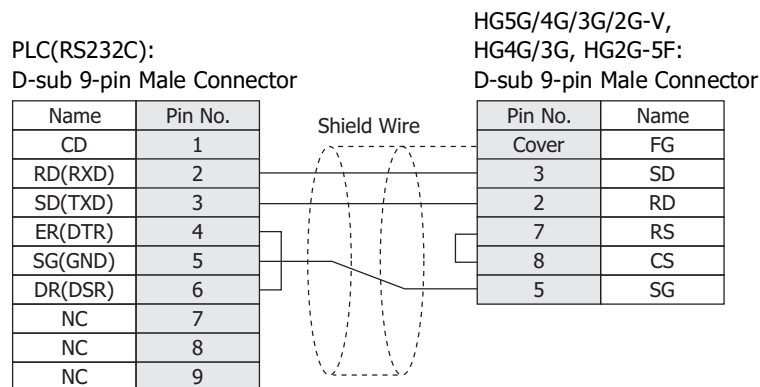 HG5G/4G/3G/2G-V,
PLC(RS232C): HG4G/3G, HG2G-5F:
D-sub 9-pin Male Connector D-sub 9-pin Male Connector
Name Pin No. Shield Wire Pin No. Name
CD 1 Cover FG
RD(RXD) 2 3 SD
SD(TXD) 3 2 RD
ER(DTR) 4 7 RS
SG(GND) 5 8 CS
DR(DSR) 6 5 SG
NC 7
NC 8
NC 9